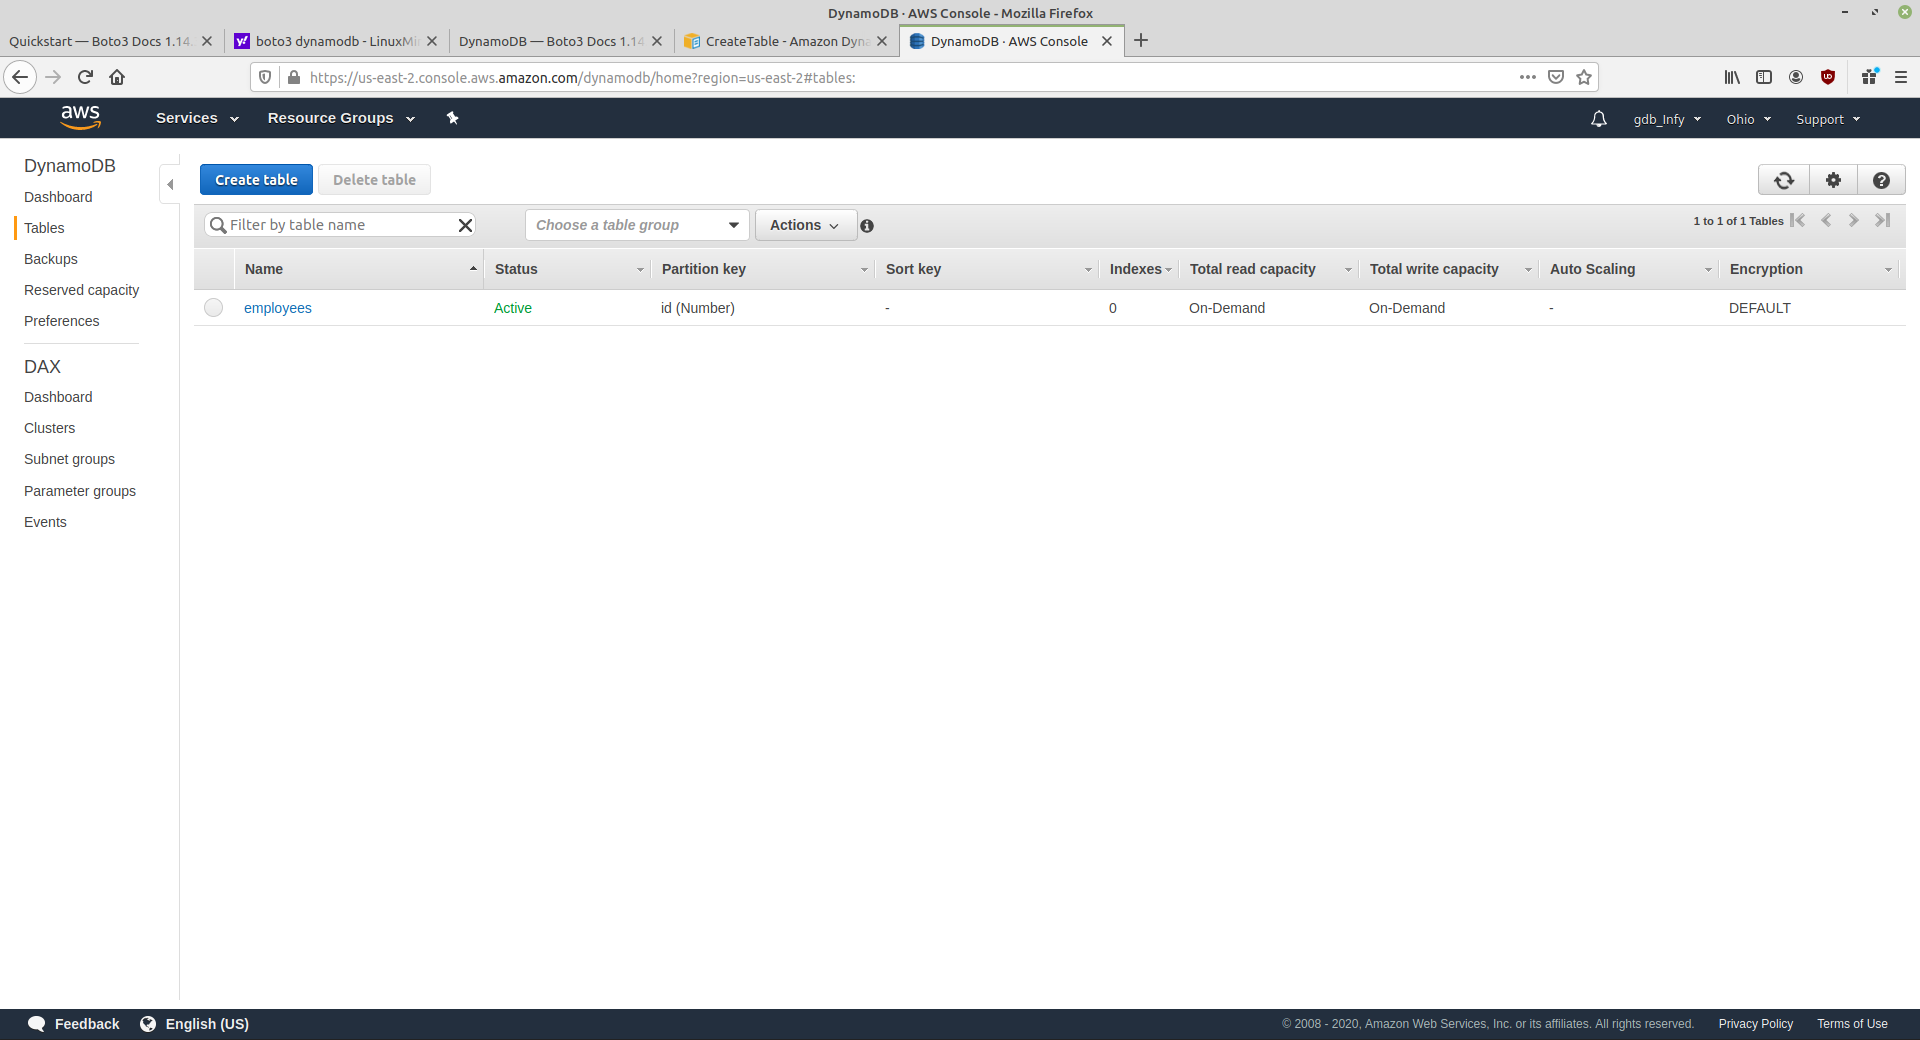 DynamoDB · AWS Console - Mozilla Firefox
Quickstart — Boto3 Docs 1.14.
boto3 dynamodb - LinuxMi
DynamoDB — Boto3 Docs 1.14
CreateTable - Amazon Dyna
DynamoDB · AWS Console
https://us-east-2.console.aws.amazon.com/dynamodb/home?region=us-east-2#tables:
aws Services Resource Groups gdb_Infy Ohio Support
DynamoDB
Dashboard
Tables
Backups
Reserved capacity
Preferences
DAX
Dashboard
Clusters
Subnet groups
Parameter groups
Events
Create table Delete table
Filter by table name Choose a table group Actions 1 to 1 of 1 Tables
Name Status Partition key Sort key Indexes Total read capacity Total write capacity Auto Scaling Encryption
employees Active id (Number) - 0 On-Demand On-Demand - DEFAULT
Feedback English (US) © 2008 - 2020, Amazon Web Services, Inc. or its affiliates. All rights reserved. Privacy Policy Terms of Use